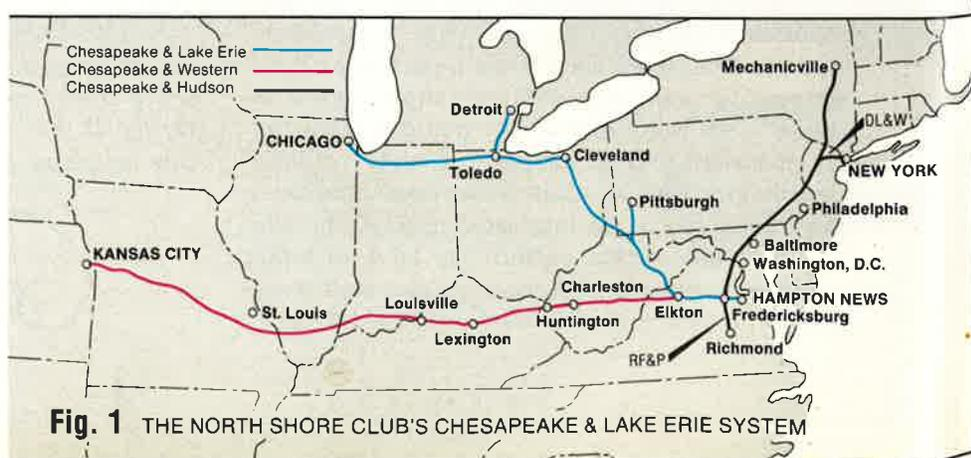 Chesapeake & Lake Erie
Chesapeake & Western
Chesapeake & Hudson
Mechanicville
Detroit
DL&W
CHICAGO
Cleveland
Toledo
NEW YORK
Pittsburgh
Philadelphia
Baltimore
KANSAS CITY
Washington, D.C.
Charleston
Louisville
HAMPTON NEWS
St. Louis
Huntington
Elkton
Fredericksburg
Lexington
RF&P
Richmond
Fig. 1 THE NORTH SHORE CLUB'S CHESAPEAKE & LAKE ERIE SYSTEM